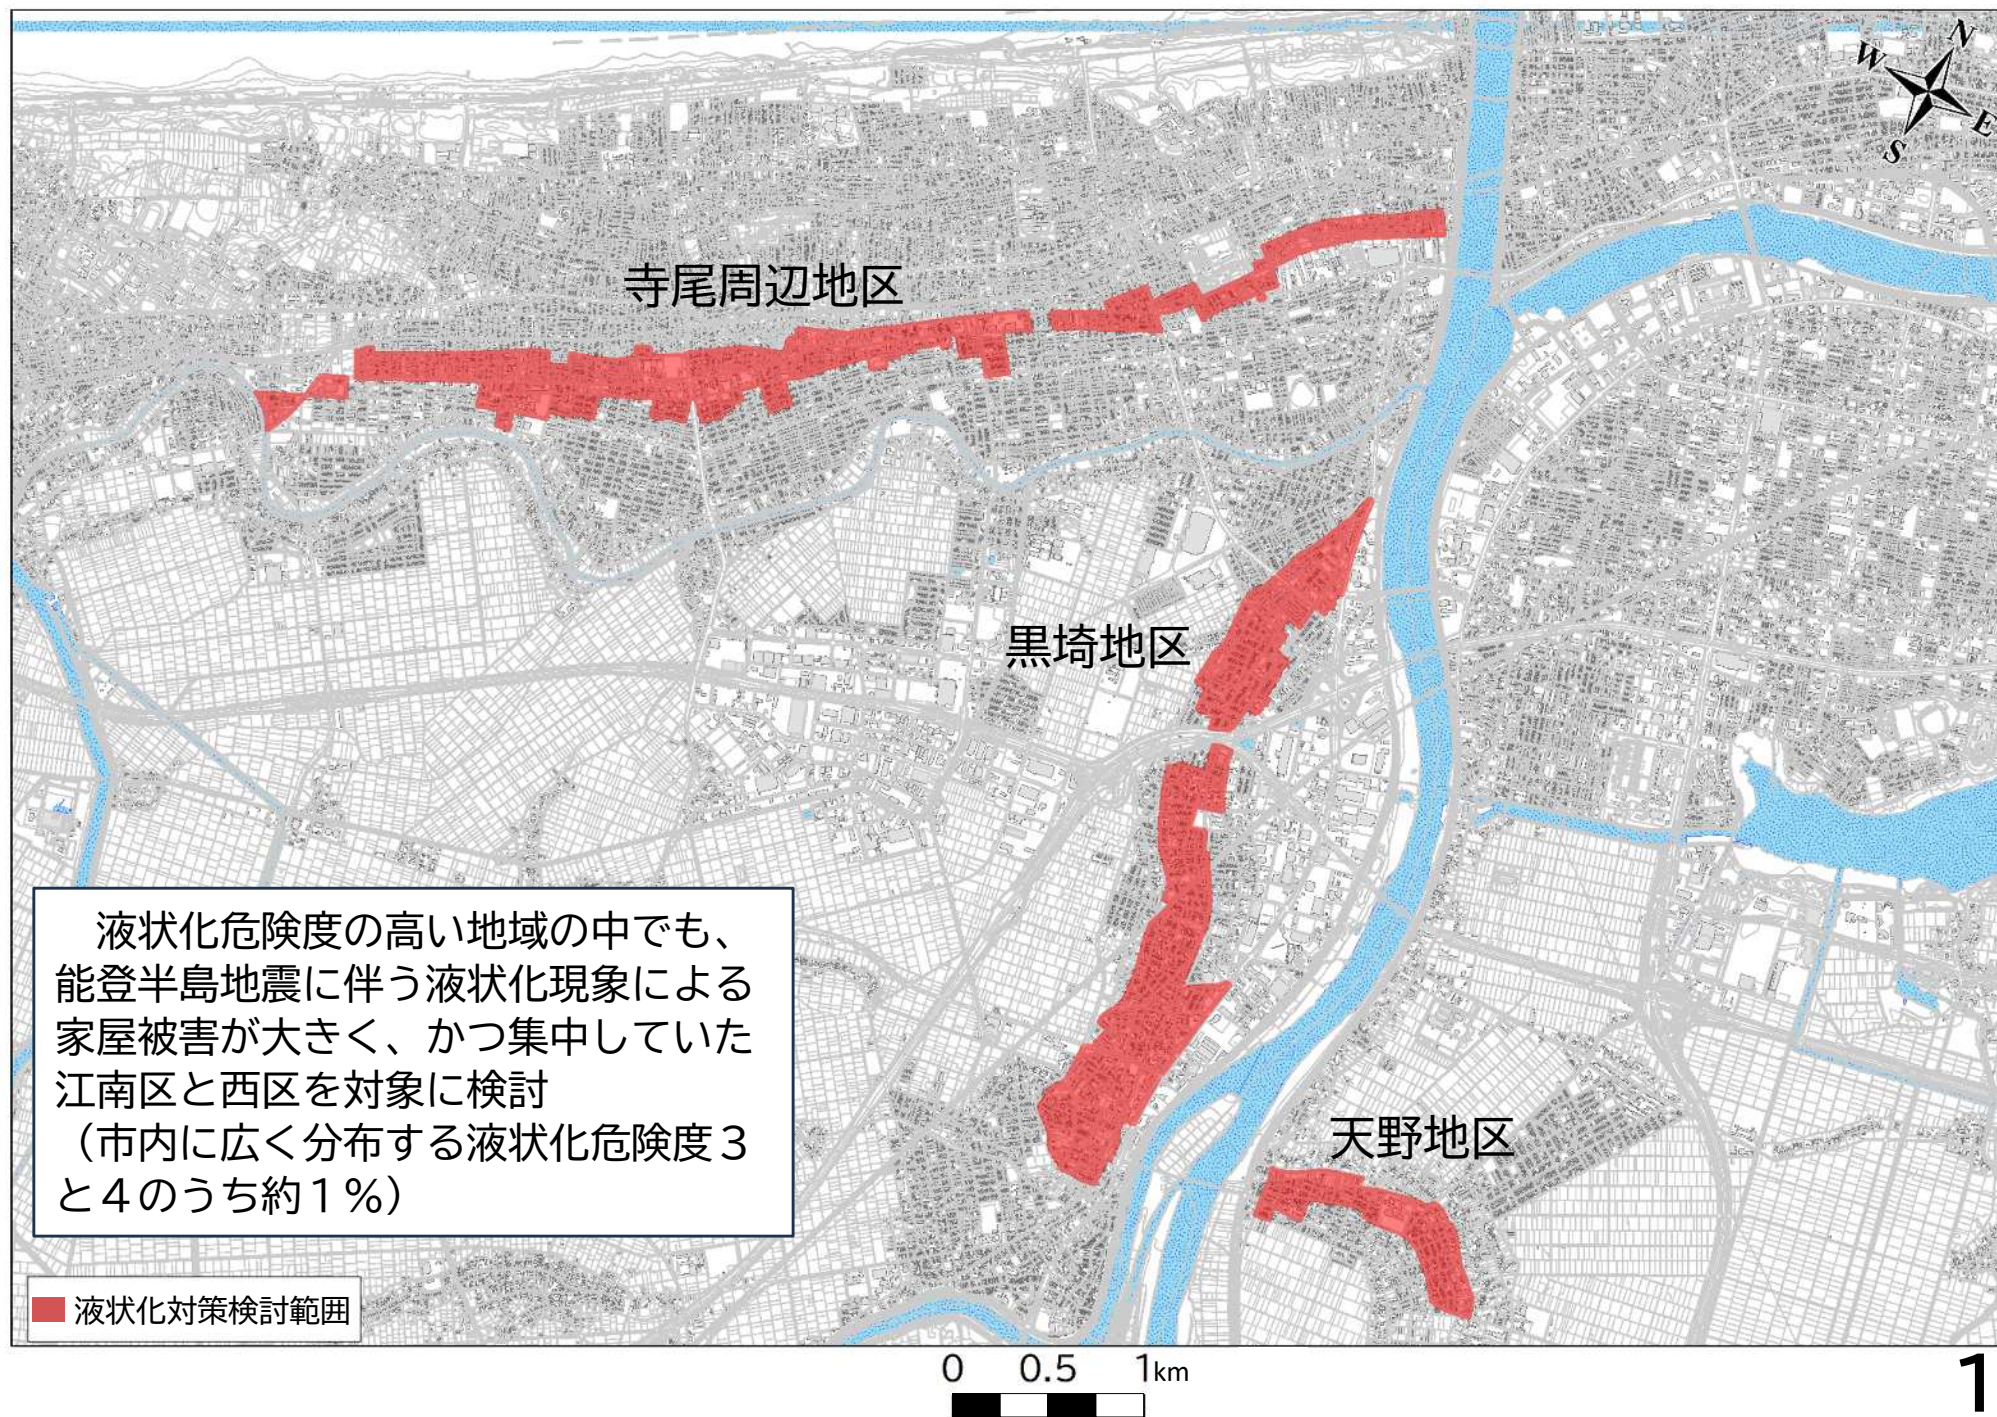 N
W
E
S
寺尾周辺地区
黒埼地区
天野地区
液状化危険度の高い地域の中でも、
能登半島地震に伴う液状化現象による
家屋被害が大きく、かつ集中していた
江南区と西区を対象に検討
（市内に広く分布する液状化危険度３
と４のうち約１％）
液状化対策検討範囲
0 0.5 1km
1